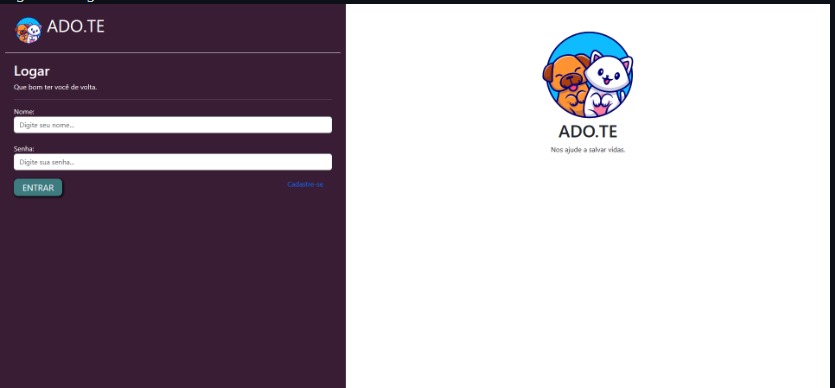 ADO.TE
Logar
Que bom ter você de volta.
Nome:
Digite seu nome...
Senha:
Digite sua senha...
ENTRAR
Cadastre-se
ADO.TE
Nos ajude a salvar vidas.